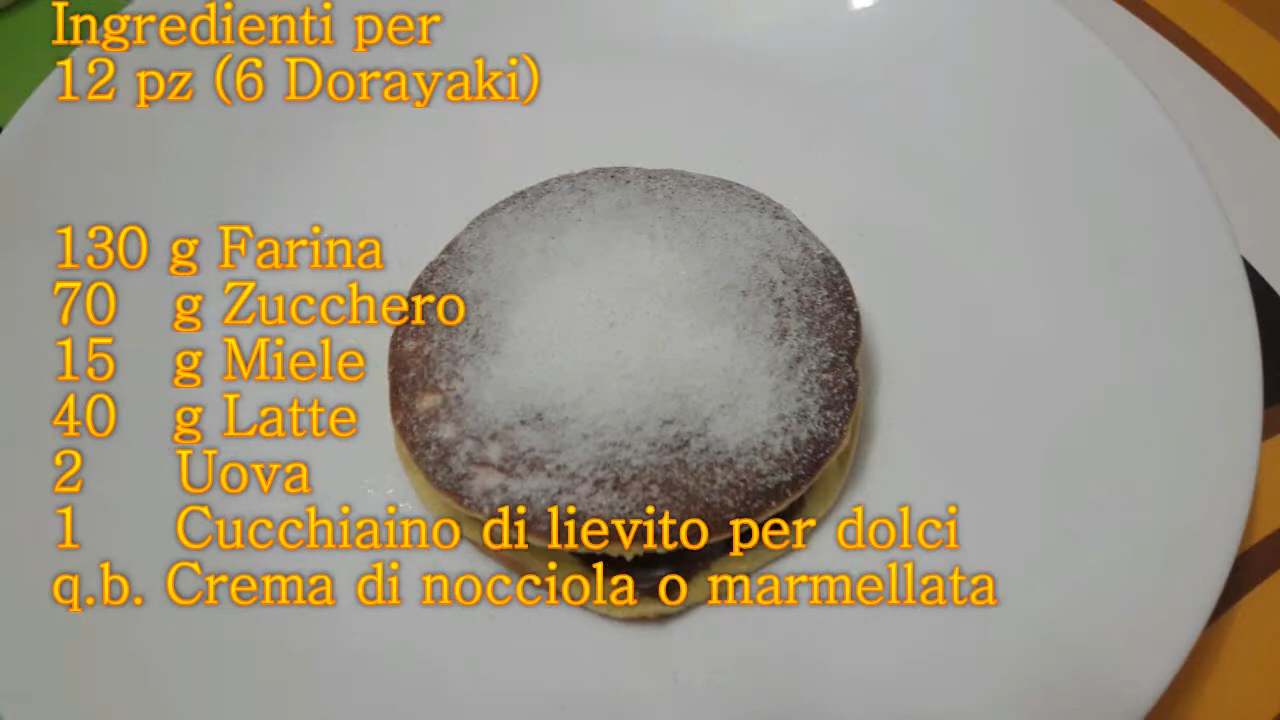 Ingredienti per
12 pz (6 Dorayaki)
130 g Farina
70 g Zucchero
15 g Miele
40 g Latte
2 Uova
1 Cucchiaino di lievito per dolci
q.b. Crema di nocciola o marmellata